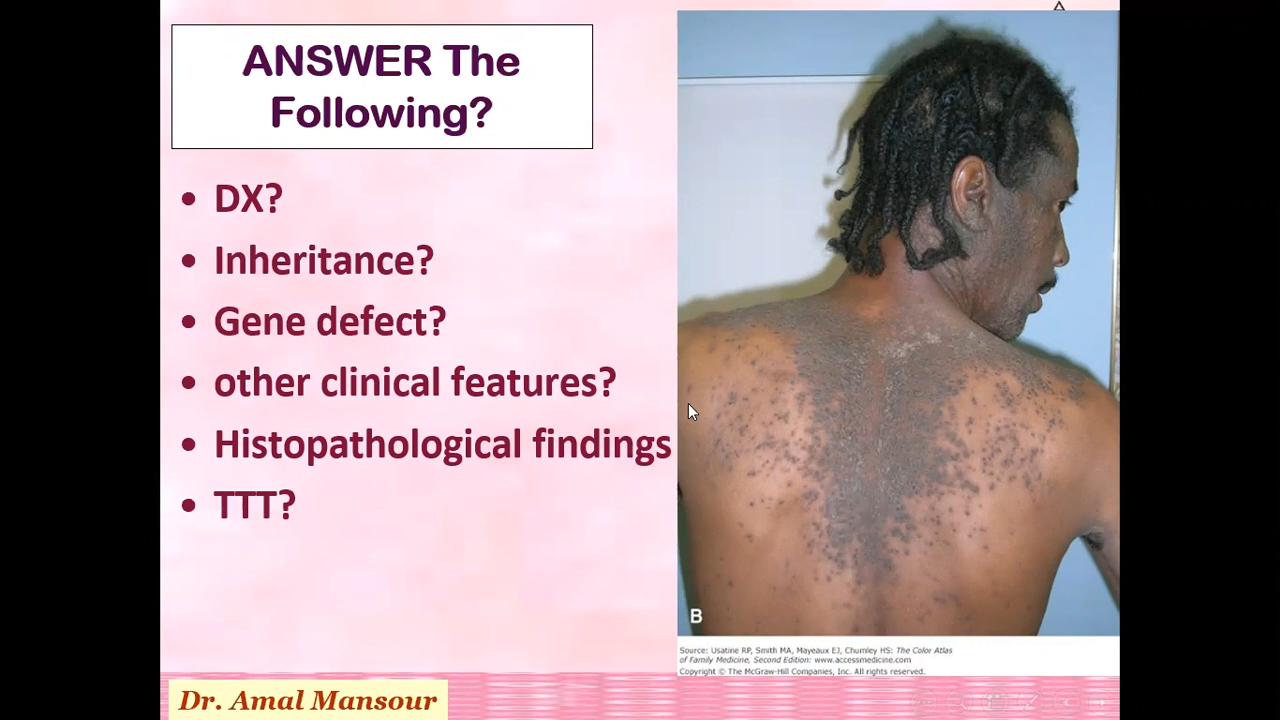 ANSWER The
Following?
• DX?
• Inheritance?
• Gene defect?
• other clinical features?
• Histopathological findings
• TTT?
B
Source: Usatine RP, Smith MA, Mayeaux EJ, Chumley HS: The Color Atlas
of Family Medicine, Second Edition: www.accessmedicine.com
Copyright © The McGraw-Hill Companies, Inc. All rights reserved.
Dr. Amal Mansour